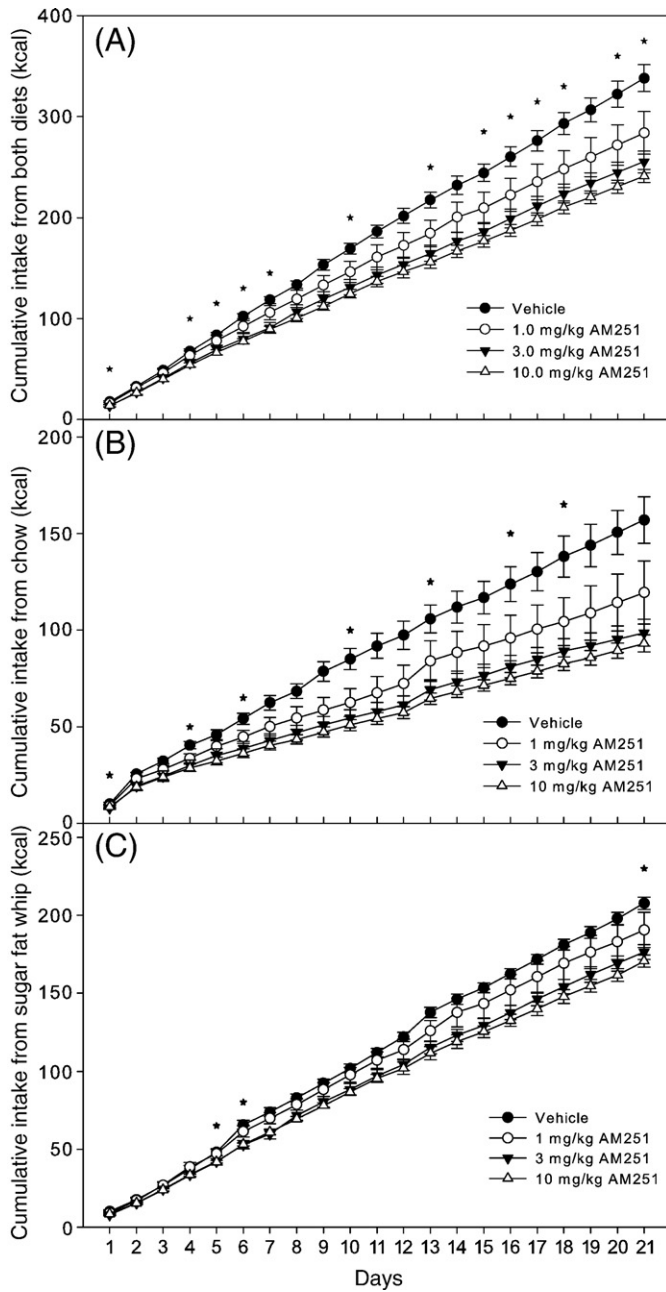 (A)
Cumulative intake from both diets (kcal)
400
300
200
100
0
Vehicle
1.0 mg/kg AM251
3.0 mg/kg AM251
10.0 mg/kg AM251
(B)
Cumulative intake from chow (kcal)
200
150
100
50
0
Vehicle
1 mg/kg AM251
3 mg/kg AM251
10 mg/kg AM251
(C)
Cumulative intake from sugar fat whip (kcal)
250
200
150
100
50
0
Vehicle
1 mg/kg AM251
3 mg/kg AM251
10 mg/kg AM251
1 2 3 4 5 6 7 8 9 10 11 12 13 14 15 16 17 18 19 20 21
Days